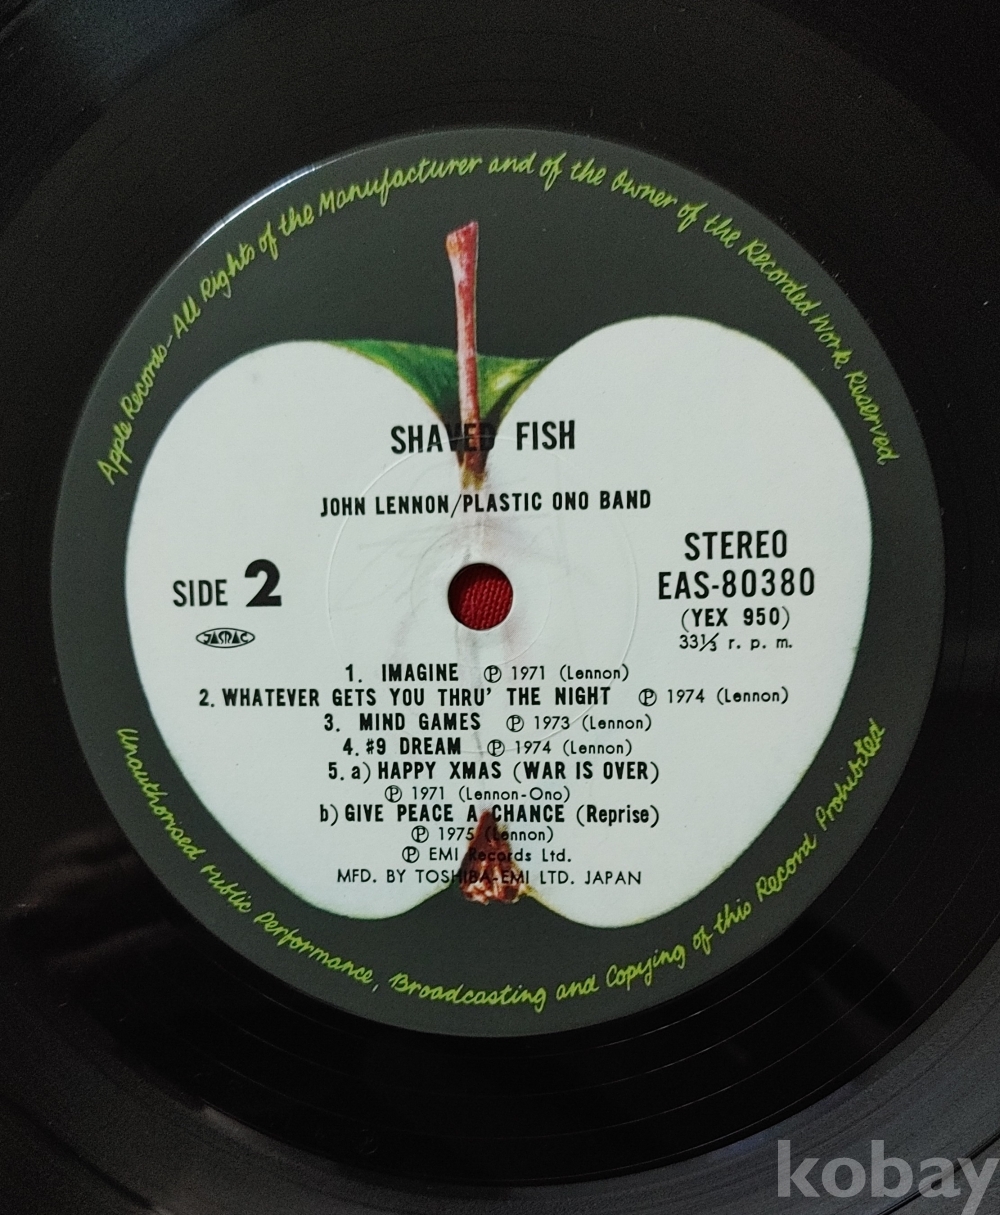 Apple Records-All Rights of the Manufacturer and of the Owner of the Recorded Work Reserved
SHAVED FISH
JOHN LENNON/PLASTIC ONO BAND
SIDE 2
JASRAC
STEREO
EAS-80380
(YEX 950)
33⅓ r. p. m.
1. IMAGINE ℗ 1971 (Lennon)
2. WHATEVER GETS YOU THRU' THE NIGHT ℗ 1974 (Lennon)
3. MIND GAMES ℗ 1973 (Lennon)
4. #9 DREAM ℗ 1974 (Lennon)
5. a) HAPPY XMAS (WAR IS OVER)
℗ 1971 (Lennon-Ono)
b) GIVE PEACE A CHANCE (Reprise)
℗ 1975 (Lennon)
℗ EMI Records Ltd.
MFD. BY TOSHIBA-EMI LTD. JAPAN
Unauthorised Public Performance, Broadcasting and Copying of this Record Prohibited
kobay